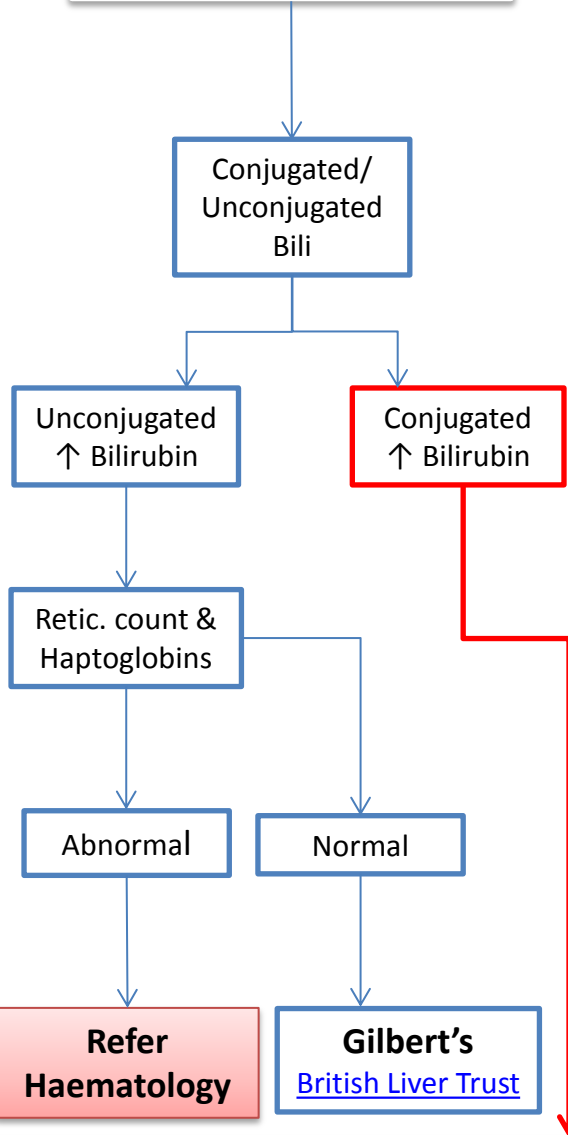 Conjugated/
Unconjugated
Bili
Unconjugated
↑ Bilirubin
Conjugated
↑ Bilirubin
Retic. count &
Haptoglobins
Abnormal
Normal
Refer
Haematology
Gilbert’s
British Liver Trust